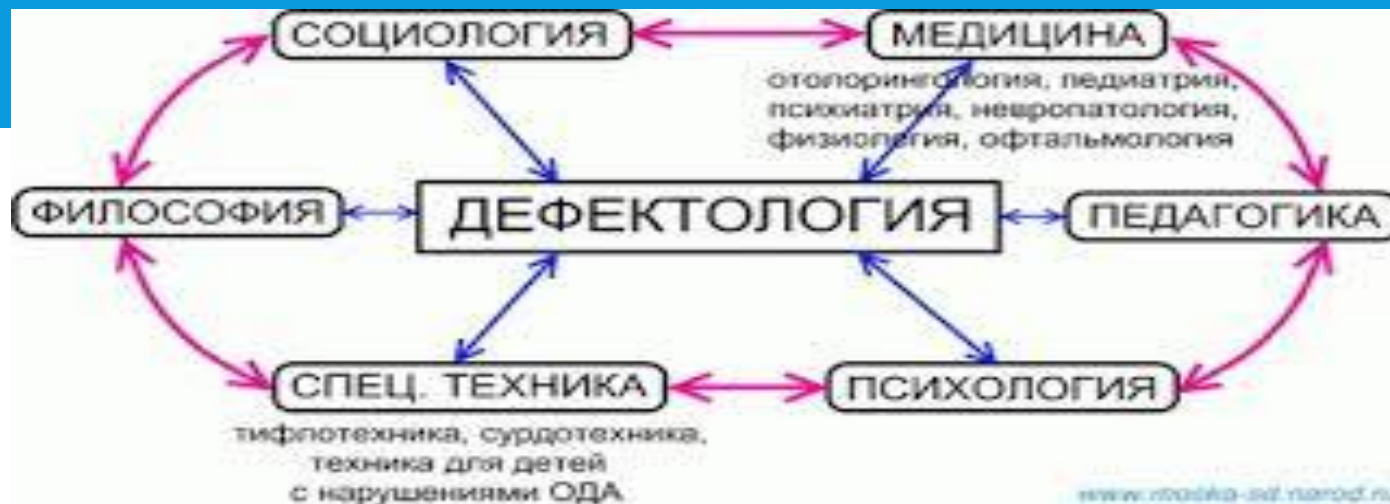 СОЦИОЛОГИЯ
МЕДИЦИНА
отолорингология, педиатрия,
психиатрия, невропатология,
физиология, офтальмология
ФИЛОСОФИЯ
ДЕФЕКТОЛОГИЯ
ПЕДАГОГИКА
СПЕЦ. ТЕХНИКА
ПСИХОЛОГИЯ
тифлотехника, сурдотехника,
техника для детей
с нарушениями ОДА